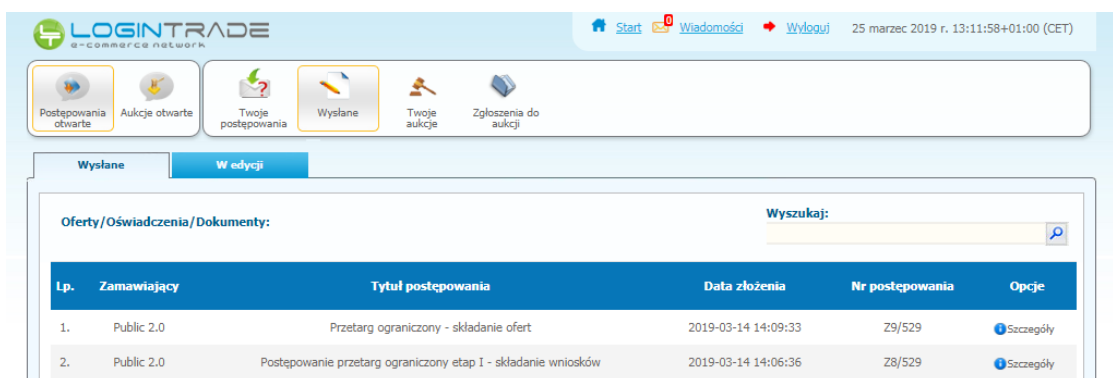 LOGINTRADE
e-commerce network
Start 0 Wiadomości Wyloguj 25 marzec 2019 r. 13:11:58+01:00 (CET)
Postępowania otwarte
Aukcje otwarte
Twoje postępowania
Wysłane
Twoje aukcje
Zgłoszenia do aukcji
Wysłane W edycji
Oferty/Oświadczenia/Dokumenty:
Wyszukaj:
Lp. Zamawiający Tytuł postępowania Data złożenia Nr postępowania Opcje
1. Public 2.0 Przetarg ograniczony - składanie ofert 2019-03-14 14:09:33 Z9/529 Szczegóły
2. Public 2.0 Postępowanie przetarg ograniczony etap I - składanie wniosków 2019-03-14 14:06:36 Z8/529 Szczegóły